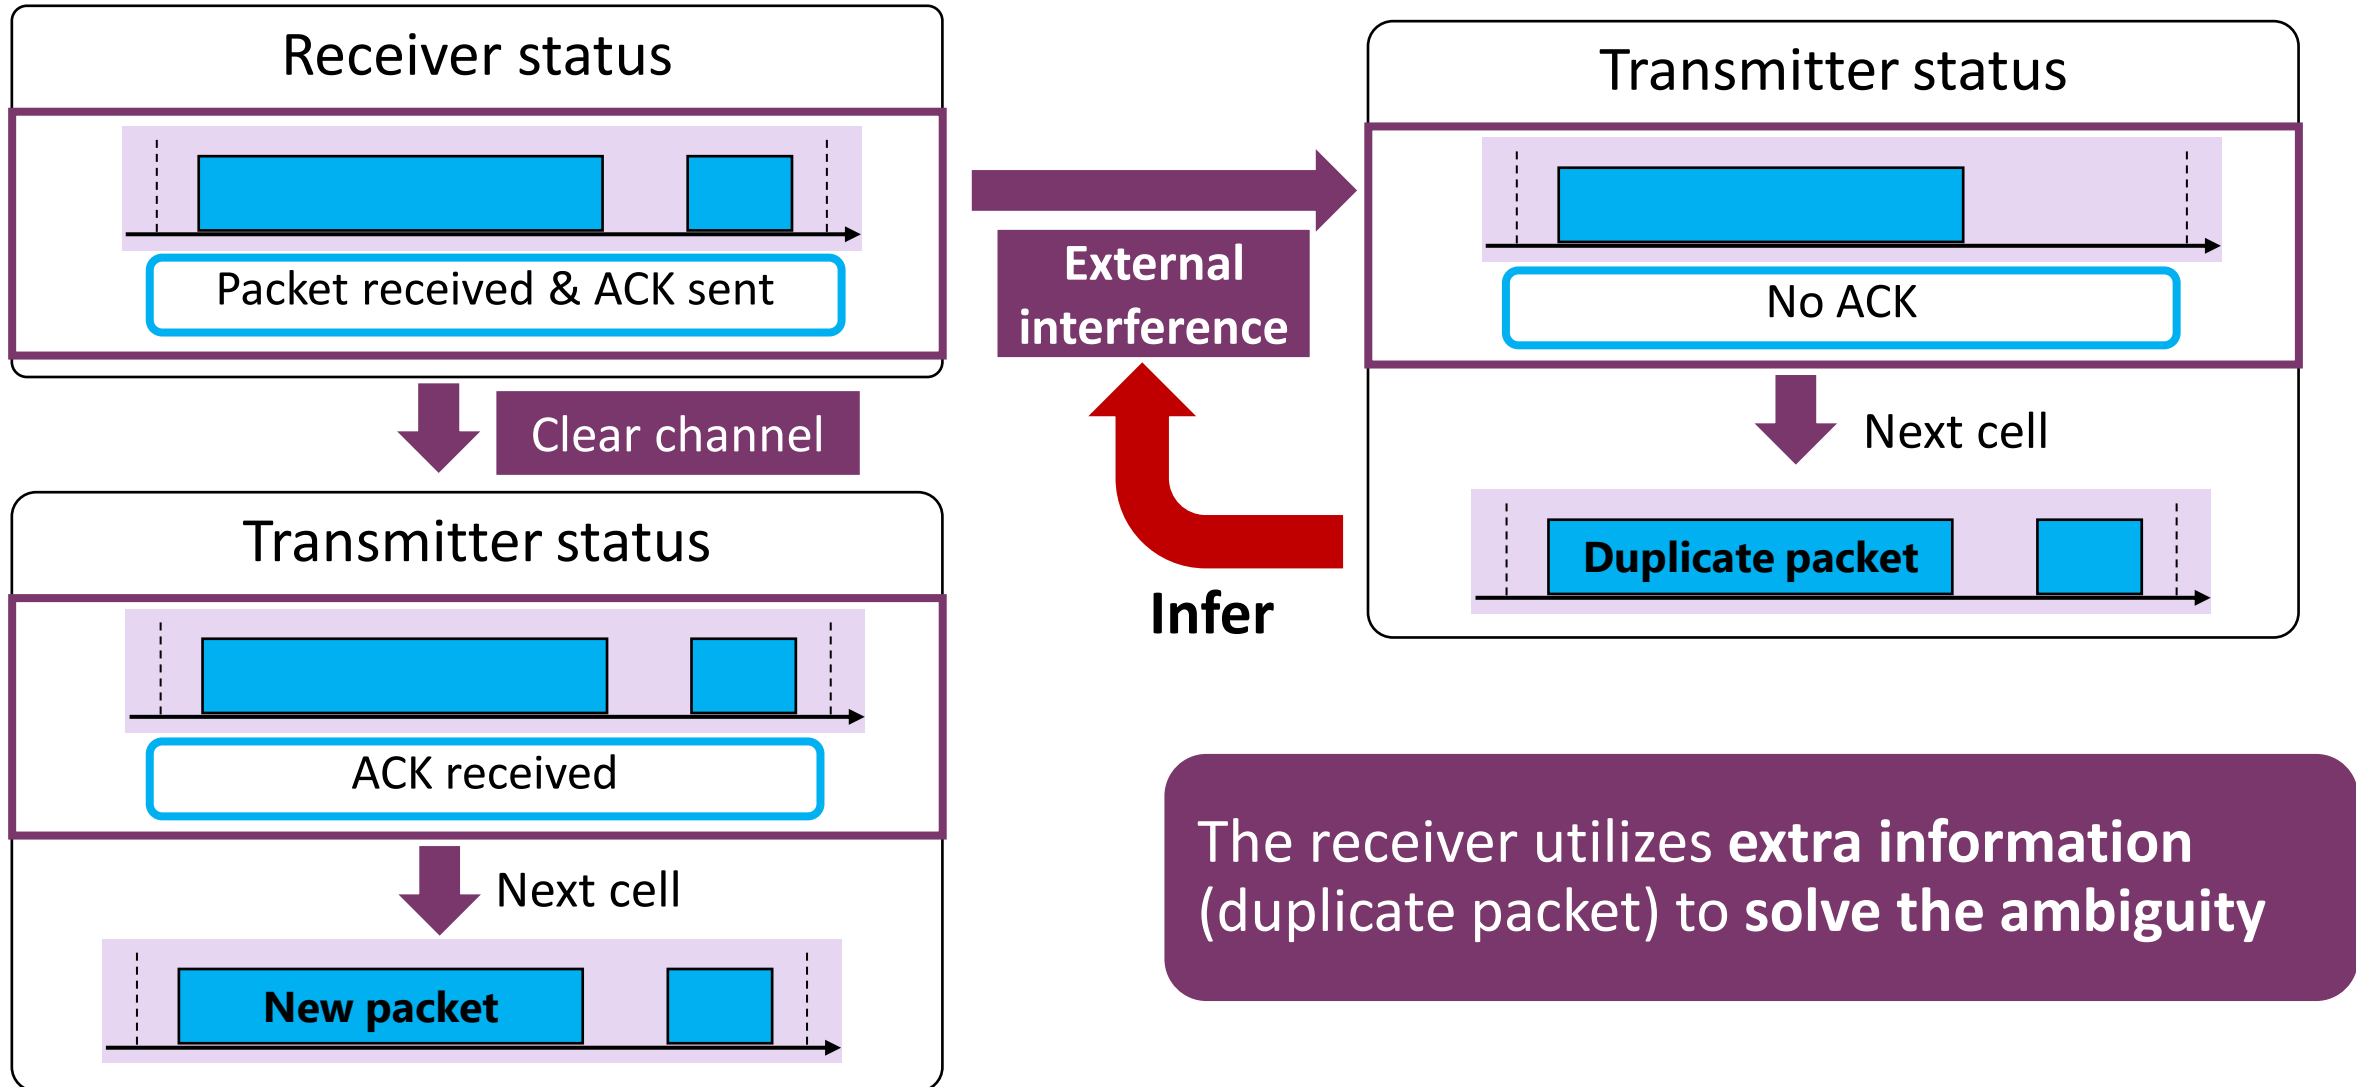 Receiver status
Packet received & ACK sent
Clear channel
Transmitter status
ACK received
Next cell
New packet
External
interference
Infer
Transmitter status
No ACK
Next cell
Duplicate packet
The receiver utilizes extra information
(duplicate packet) to solve the ambiguity